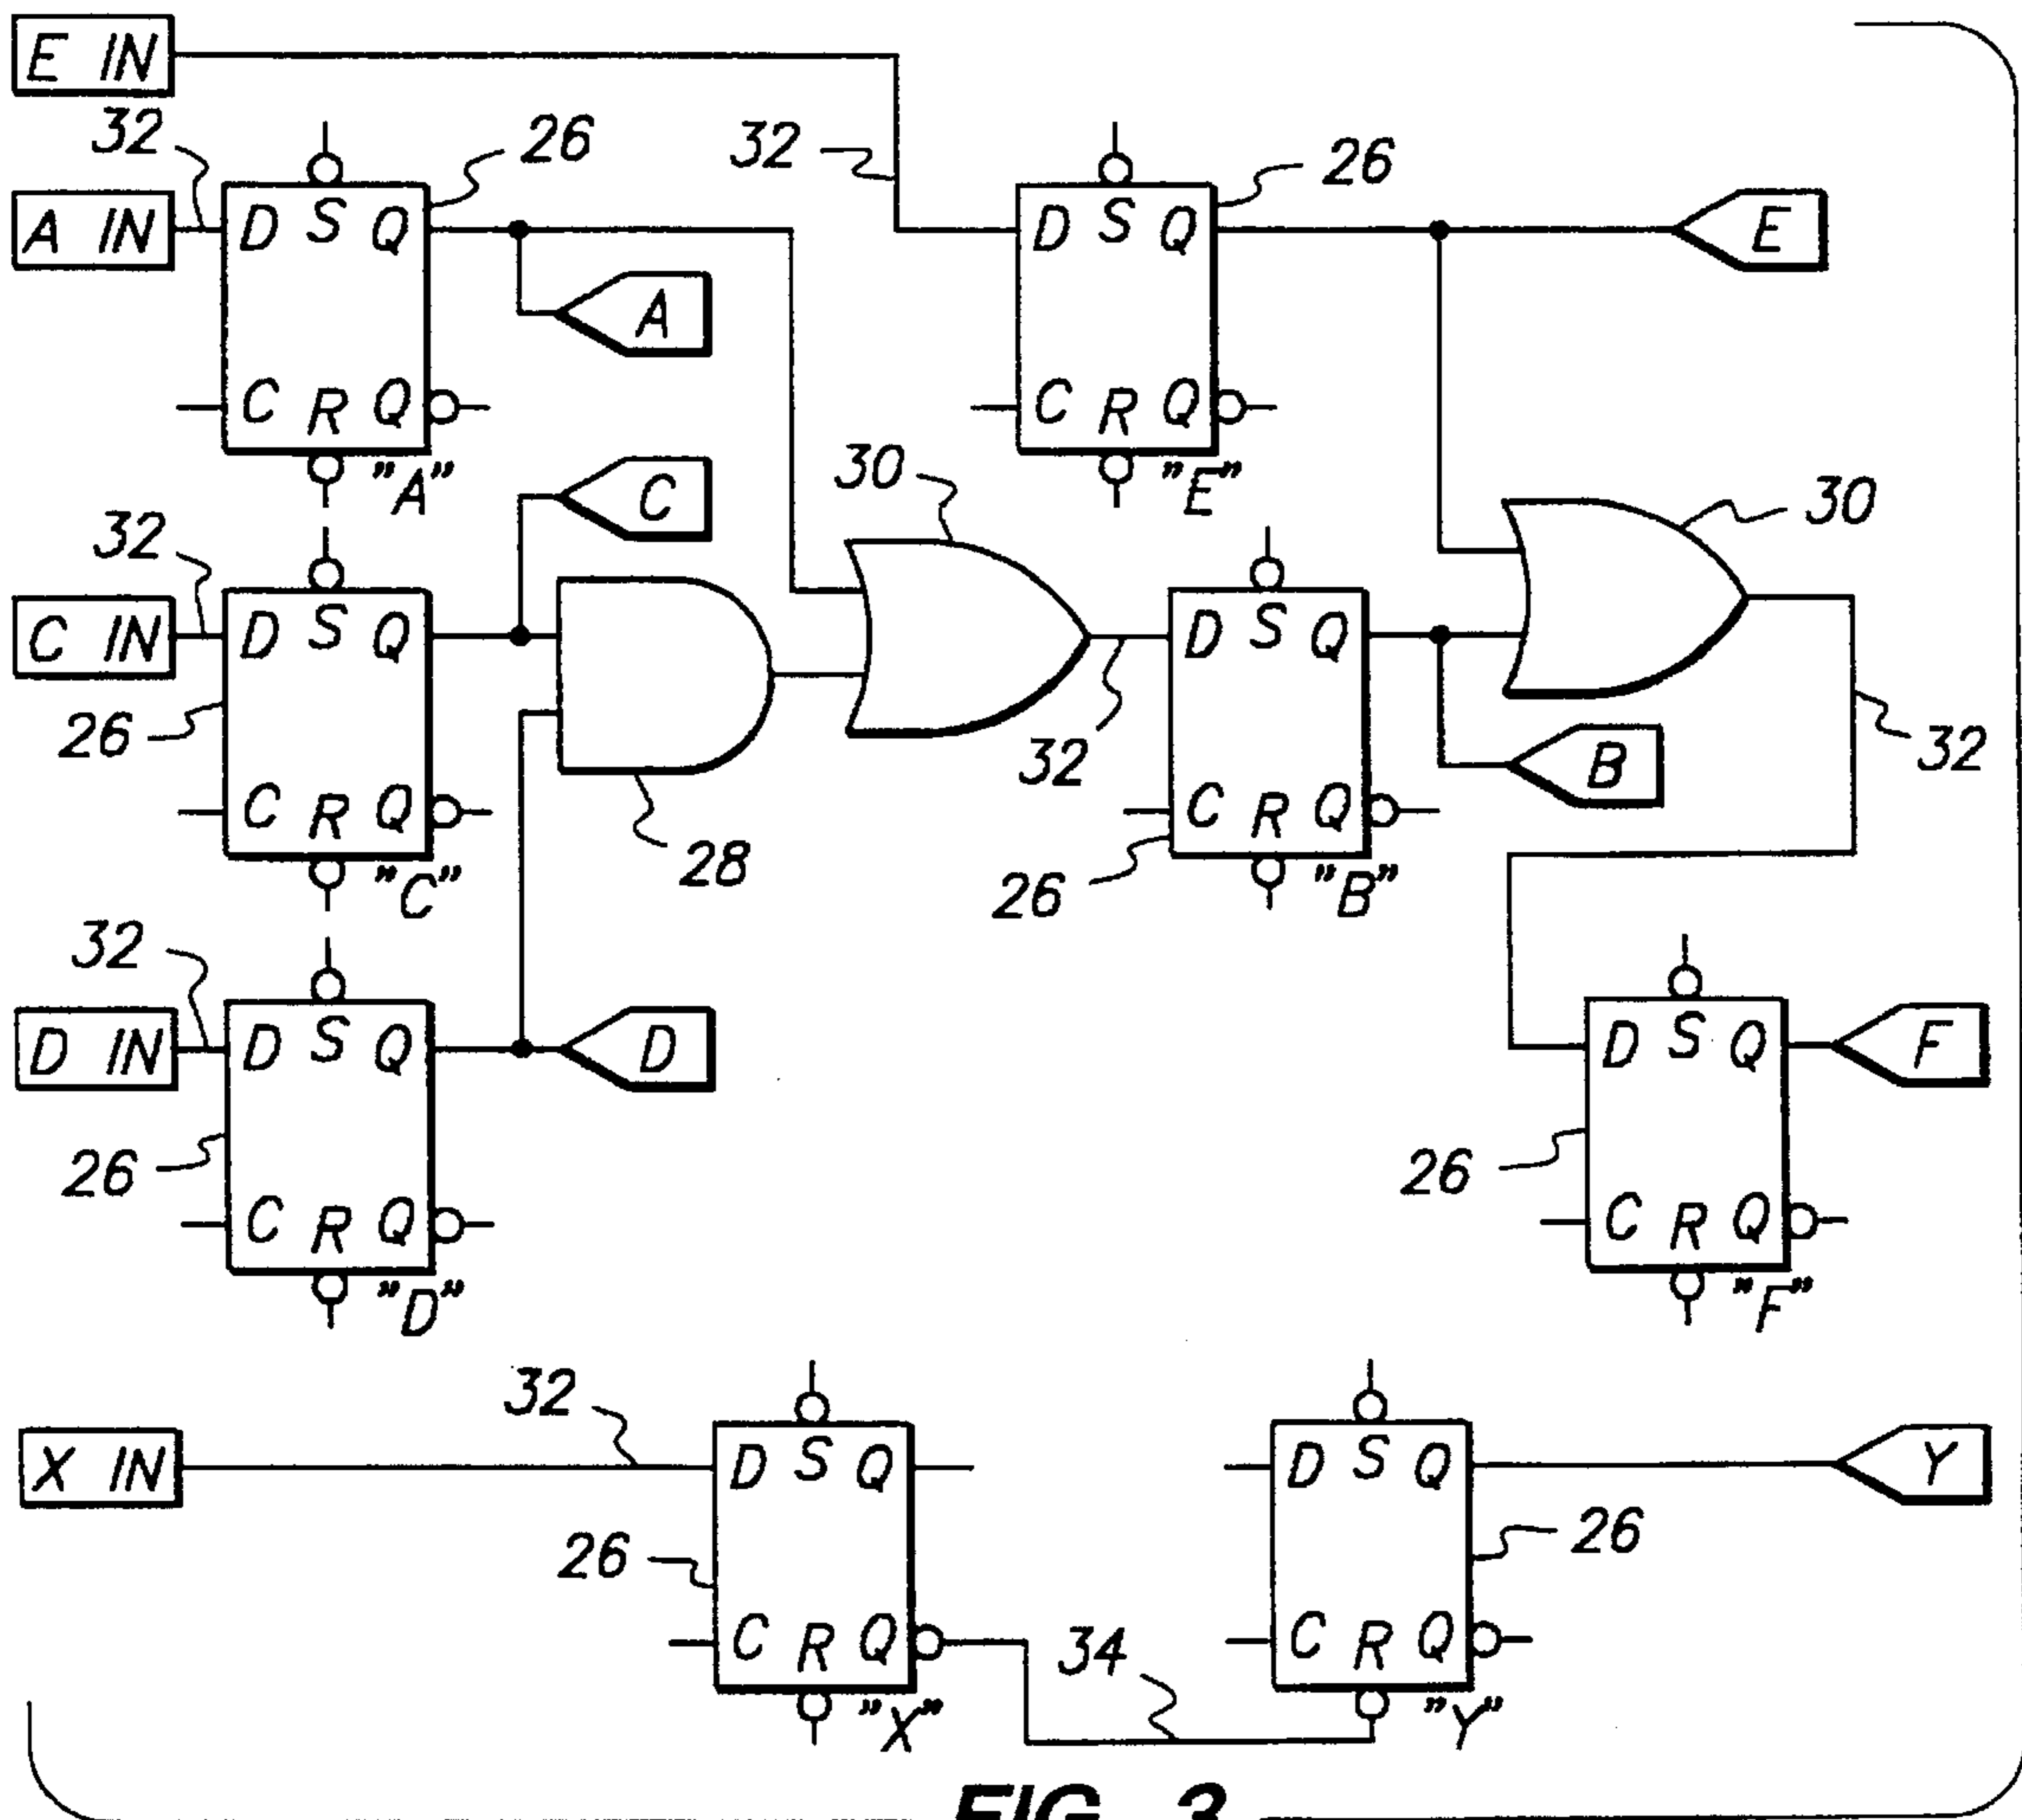 E IN
32
26
32
26
A IN
D S Q
D S Q
E
A
C R Q
C R Q
"A"
C
30
"E"
30
32
C IN
D S Q
D S Q
26
32
B
32
C R Q
C R Q
"C"
28
26
"B"
32
D IN
D S Q
D
D S Q
F
26
26
C R Q
C R Q
"D"
"F"
32
X IN
D S Q
D S Q
Y
26
26
C R Q
34
C R Q
"X"
"Y"
FIG. 3